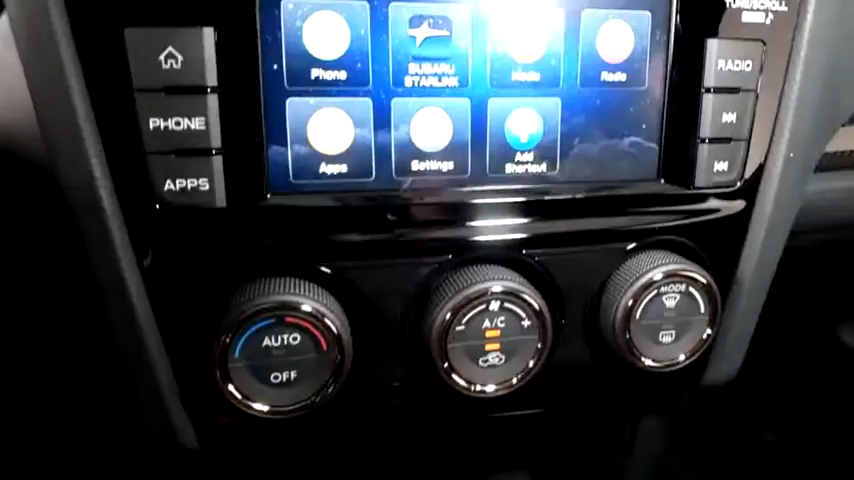 TUNE/SCROLL
PHONE
APPS
Phone
SUBARU
STARLINK
Media
Radio
Apps
Settings
Add
Shortcut
RADIO
AUTO
OFF
A/C
MODE